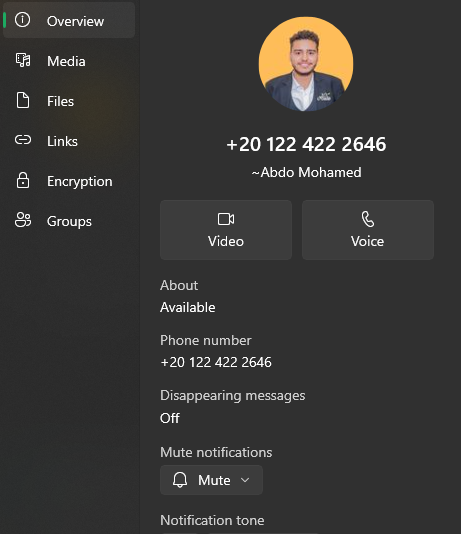 Overview
Media
Files
Links
Encryption
Groups
+20 122 422 2646
~Abdo Mohamed
Video
Voice
About
Available
Phone number
+20 122 422 2646
Disappearing messages
Off
Mute notifications
Mute
Notification tone